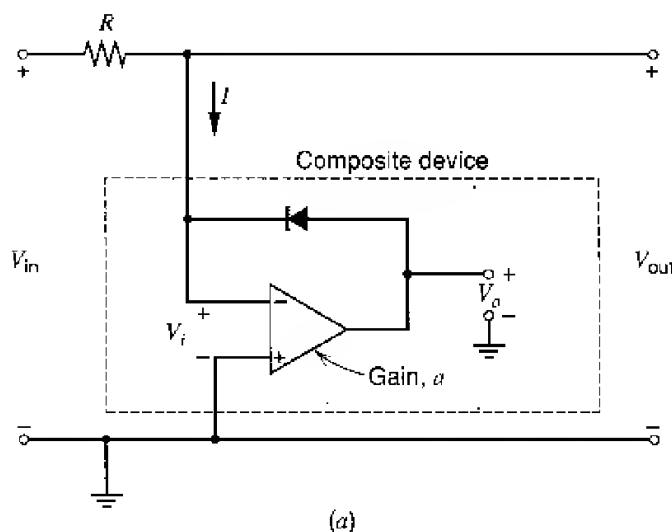 R
+
+
I
Composite device
V_in
V_out
+
V_o
−
+
V_i
−
−
+
Gain, a
−
−
(a)